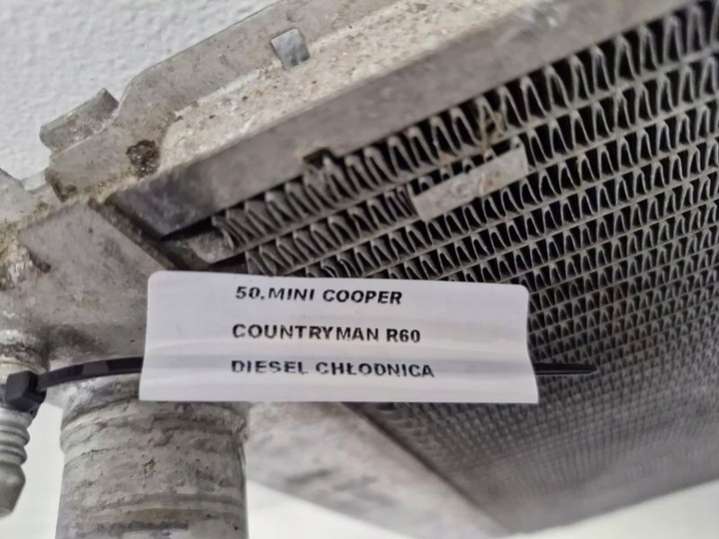 50.MINI COOPER
COUNTRYMAN R60
DIESEL CHŁODNICA